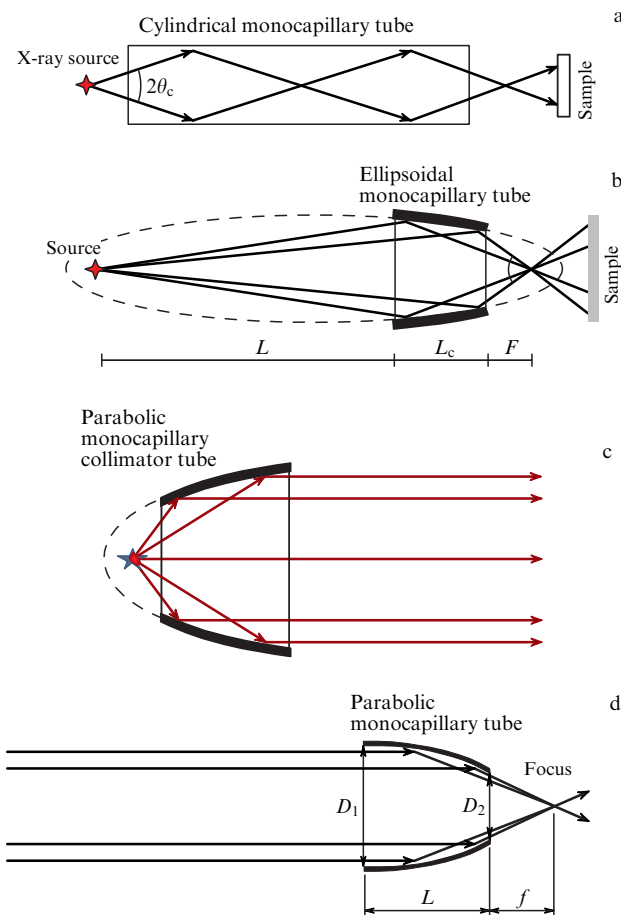 a
Cylindrical monocapillary tube
X-ray source
2θc
Sample
b
Ellipsoidal
monocapillary tube
Source
Sample
L
Lc
F
c
Parabolic
monocapillary
collimator tube
d
Parabolic
monocapillary tube
Focus
D1
D2
L
f